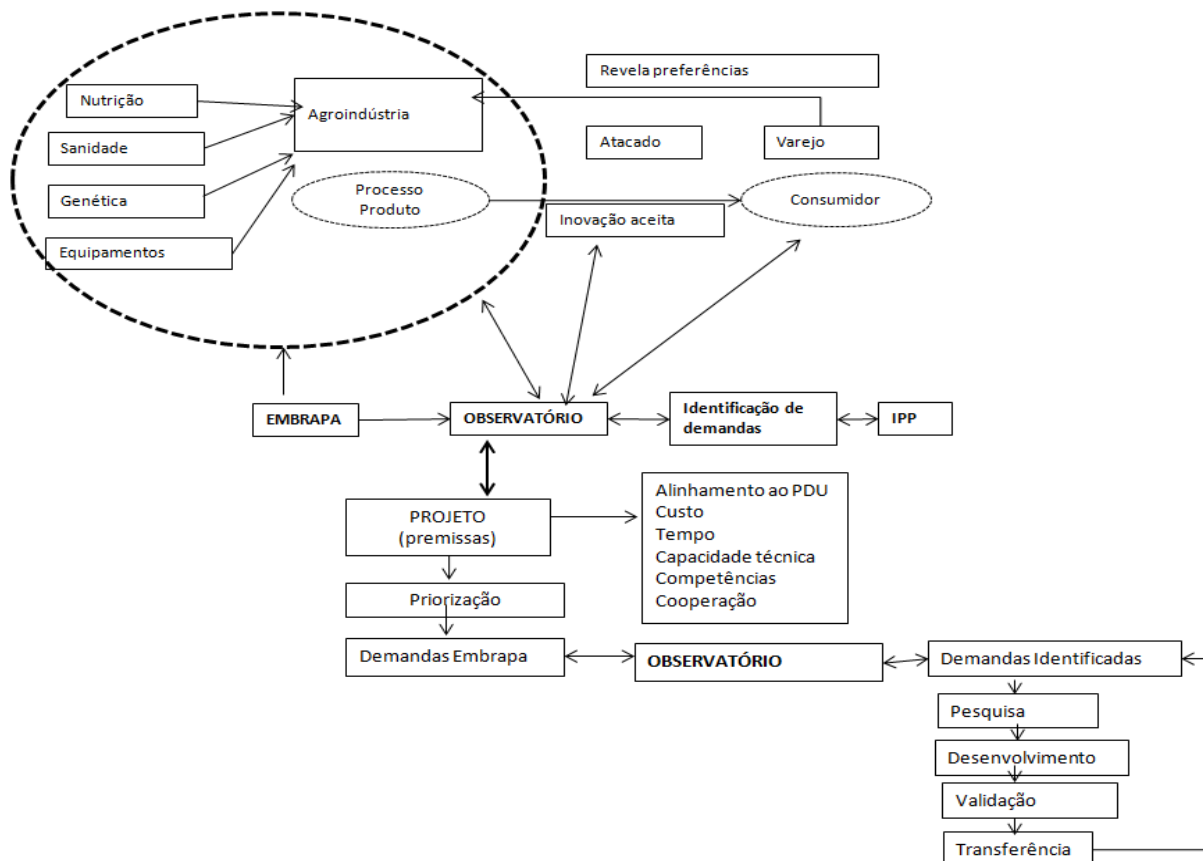 Revela preferências
Nutrição
Agroindústria
Sanidade
Atacado
Varejo
Genética
Processo
Produto
Consumidor
Inovação aceita
Equipamentos
EMBRAPA
OBSERVATÓRIO
Identificação de
demandas
IPP
PROJETO
(premissas)
Alinhamento ao PDU
Custo
Tempo
Capacidade técnica
Competências
Cooperação
Priorização
Demandas Embrapa
OBSERVATÓRIO
Demandas Identificadas
Pesquisa
Desenvolvimento
Validação
Transferência